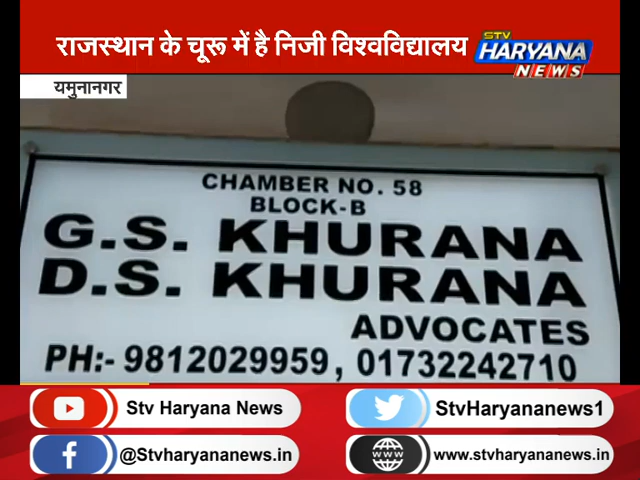 राजस्थान के चूरू में है निजी विश्वविद्यालय
STV
HARYANA
NEWS
यमुनानगर
CHAMBER NO. 58
BLOCK-B
G.S. KHURANA
D.S. KHURANA
ADVOCATES
PH:- 9812029959, 01732242710
Stv Haryana News
StvHaryananews1
@Stvharyananews.in
www.stvharyananews.in